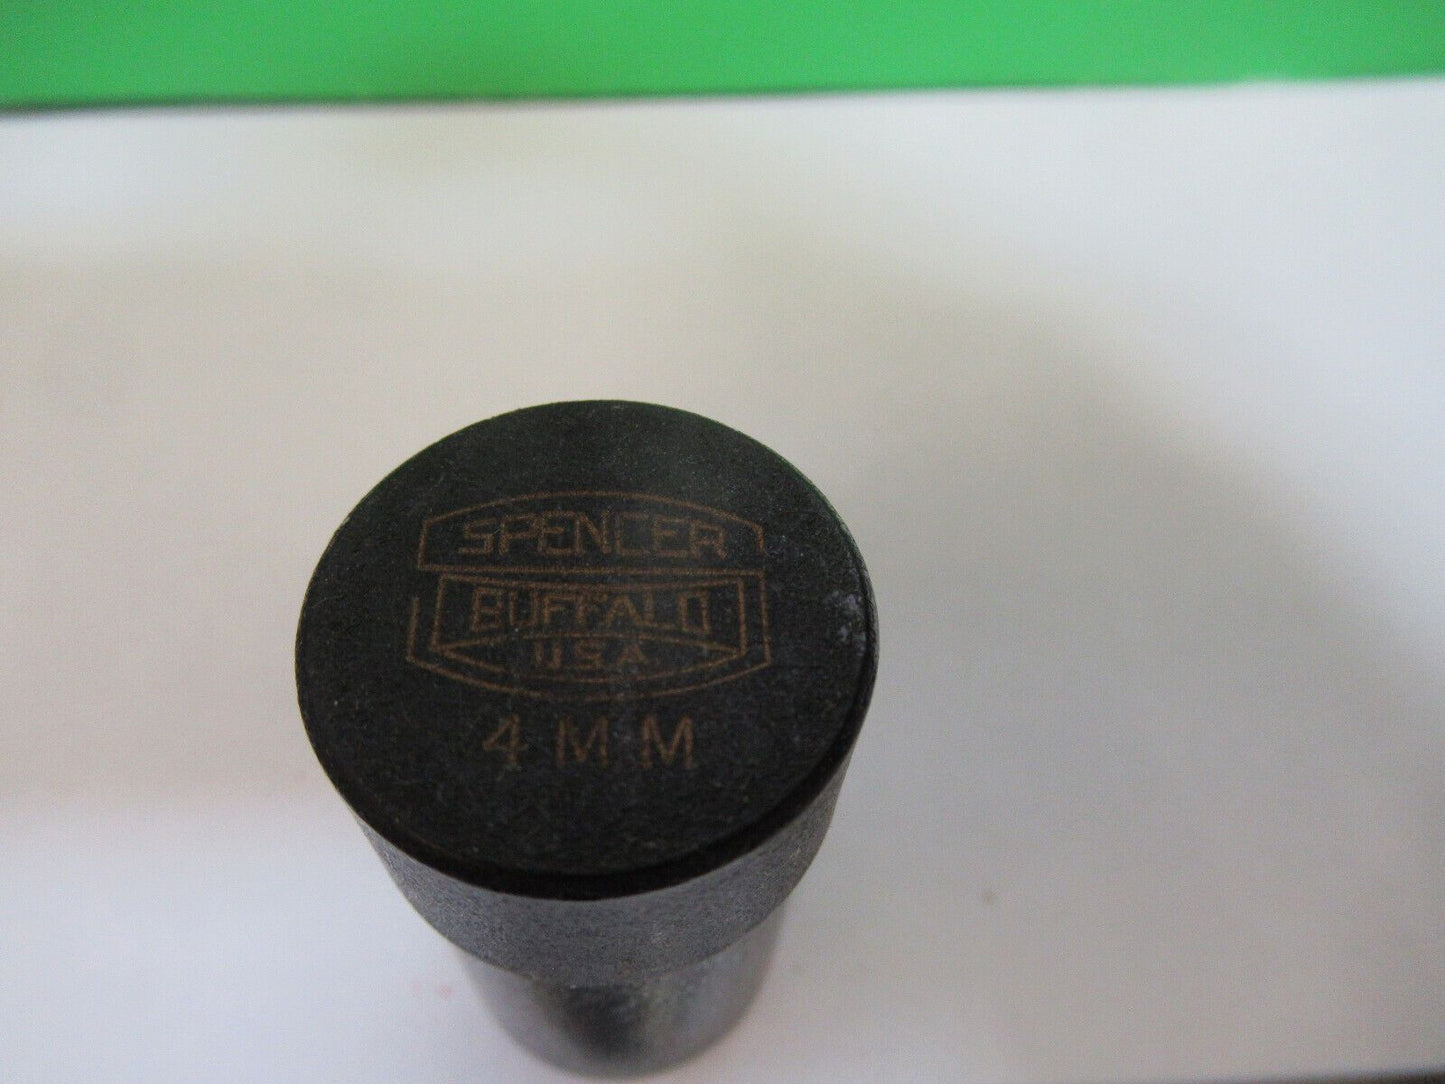 SPENCER
BUFFALO
U.S.A
4 MM